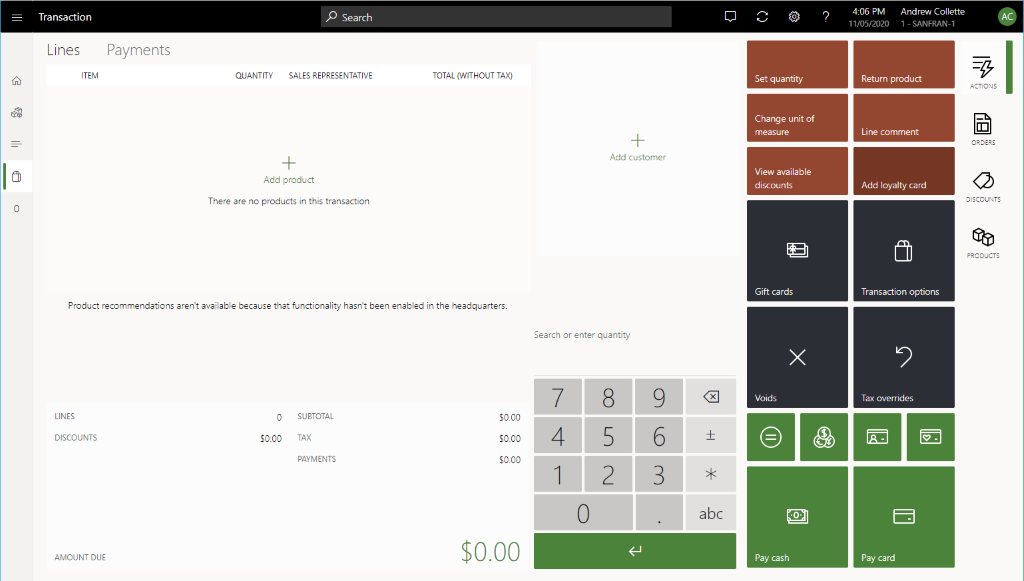 Transaction
Search
?
4:06 PM
11/05/2020
Andrew Collette
1 - SANFRAN-1
AC
0
Lines
Payments
ITEM
QUANTITY
SALES REPRESENTATIVE
TOTAL (WITHOUT TAX)
Add product
There are no products in this transaction
Product recommendations aren't available because that functionality hasn't been enabled in the headquarters.
LINES
0
DISCOUNTS
$0.00
SUBTOTAL
$0.00
TAX
$0.00
PAYMENTS
$0.00
AMOUNT DUE
$0.00
Add customer
Search or enter quantity
7
8
9
4
5
6
±
1
2
3
*
0
.
abc
Set quantity
Return product
Change unit of
measure
Line comment
View available
discounts
Add loyalty card
Gift cards
Transaction options
Voids
Tax overrides
Pay cash
Pay card
ACTIONS
ORDERS
DISCOUNTS
PRODUCTS